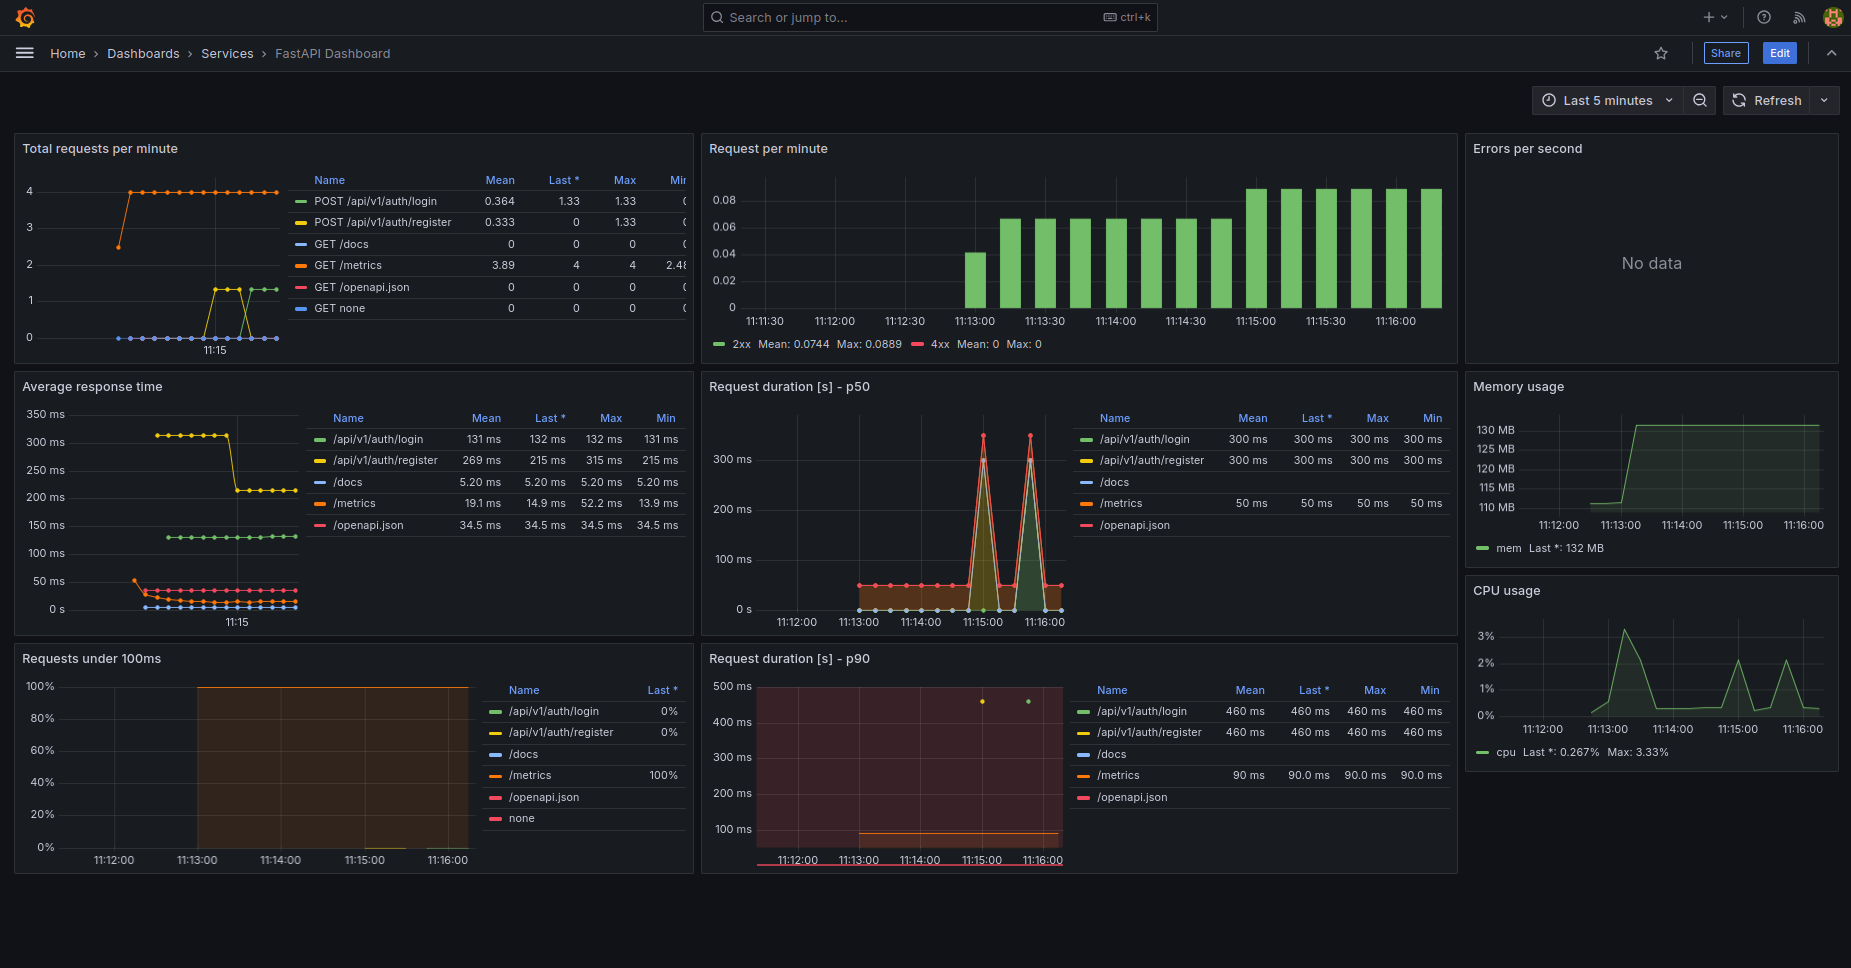 Search or jump to...
ctrl+k
Home › Dashboards › Services › FastAPI Dashboard
Share
Edit
Last 5 minutes
Refresh
Total requests per minute
4
3
2
1
0
11:15
Name Mean Last * Max Min
POST /api/v1/auth/login 0.364 1.33 1.33
POST /api/v1/auth/register 0.333 0 1.33
GET /docs 0 0 0
GET /metrics 3.89 4 4 2.48
GET /openapi.json 0 0 0
GET none 0 0 0
Request per minute
0.08
0.06
0.04
0.02
0
11:11:30 11:12:00 11:12:30 11:13:00 11:13:30 11:14:00 11:14:30 11:15:00 11:15:30 11:16:00
2xx Mean: 0.0744 Max: 0.0889 4xx Mean: 0 Max: 0
Errors per second
No data
Average response time
350 ms
300 ms
250 ms
200 ms
150 ms
100 ms
50 ms
0 s
11:15
Name Mean Last * Max Min
/api/v1/auth/login 131 ms 132 ms 132 ms 131 ms
/api/v1/auth/register 269 ms 215 ms 315 ms 215 ms
/docs 5.20 ms 5.20 ms 5.20 ms 5.20 ms
/metrics 19.1 ms 14.9 ms 52.2 ms 13.9 ms
/openapi.json 34.5 ms 34.5 ms 34.5 ms 34.5 ms
Request duration [s] - p50
300 ms
200 ms
100 ms
0 s
11:12:00 11:13:00 11:14:00 11:15:00 11:16:00
Name Mean Last * Max Min
/api/v1/auth/login 300 ms 300 ms 300 ms 300 ms
/api/v1/auth/register 300 ms 300 ms 300 ms 300 ms
/docs
/metrics 50 ms 50 ms 50 ms 50 ms
/openapi.json
Memory usage
130 MB
125 MB
120 MB
115 MB
110 MB
11:12:00 11:13:00 11:14:00 11:15:00 11:16:00
mem Last *: 132 MB
CPU usage
3%
2%
1%
0%
11:12:00 11:13:00 11:14:00 11:15:00 11:16:00
cpu Last *: 0.267% Max: 3.33%
Requests under 100ms
100%
80%
60%
40%
20%
0%
11:12:00 11:13:00 11:14:00 11:15:00 11:16:00
Name Last *
/api/v1/auth/login 0%
/api/v1/auth/register 0%
/docs
/metrics 100%
/openapi.json
none
Request duration [s] - p90
500 ms
400 ms
300 ms
200 ms
100 ms
11:12:00 11:13:00 11:14:00 11:15:00 11:16:00
Name Mean Last * Max Min
/api/v1/auth/login 460 ms 460 ms 460 ms 460 ms
/api/v1/auth/register 460 ms 460 ms 460 ms 460 ms
/docs
/metrics 90 ms 90.0 ms 90.0 ms 90.0 ms
/openapi.json